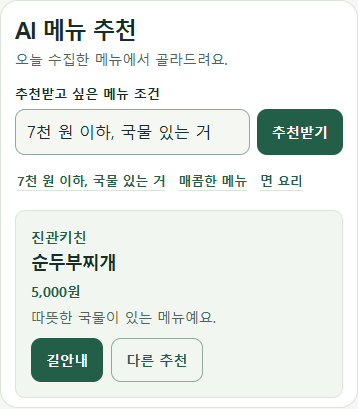 AI 메뉴 추천
오늘 수집한 메뉴에서 골라드려요.
추천받고 싶은 메뉴 조건
7천 원 이하, 국물 있는 거
추천받기
7천 원 이하, 국물 있는 거 매콤한 메뉴 면 요리
진관키친
순두부찌개
5,000원
따뜻한 국물이 있는 메뉴예요.
길안내 다른 추천